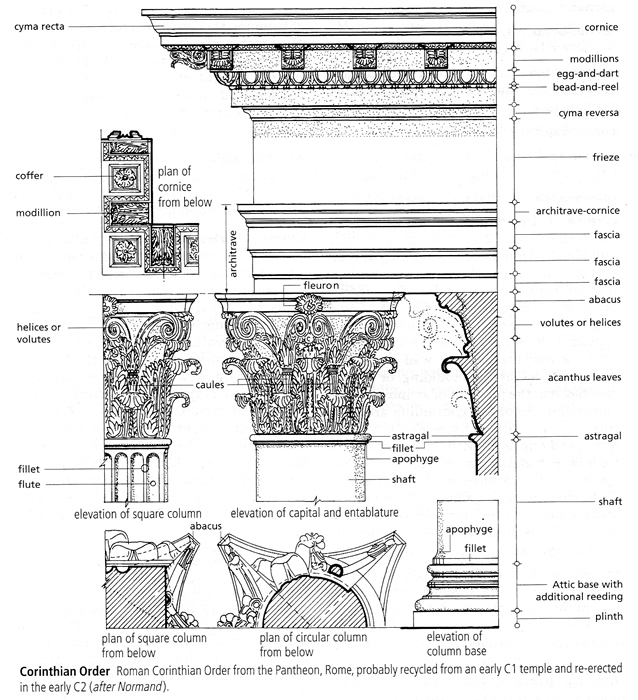 cyma recta
cornice
modillions
egg-and-dart
bead-and-reel
cyma reversa
frieze
coffer
plan of
cornice
from below
modillion
architrave
architrave-cornice
fascia
fascia
fascia
fleuron
abacus
helices or
volutes
volutes or helices
caules
acanthus leaves
astragal
fillet
apophyge
astragal
fillet
flute
shaft
shaft
elevation of square column
elevation of capital and entablature
abacus
apophyge
fillet
Attic base with
additional reeding
plinth
plan of square column
from below
plan of circular column
from below
elevation of
column base
Corinthian Order Roman Corinthian Order from the Pantheon, Rome, probably recycled from an early C1 temple and re-erected
in the early C2 (after Normand).